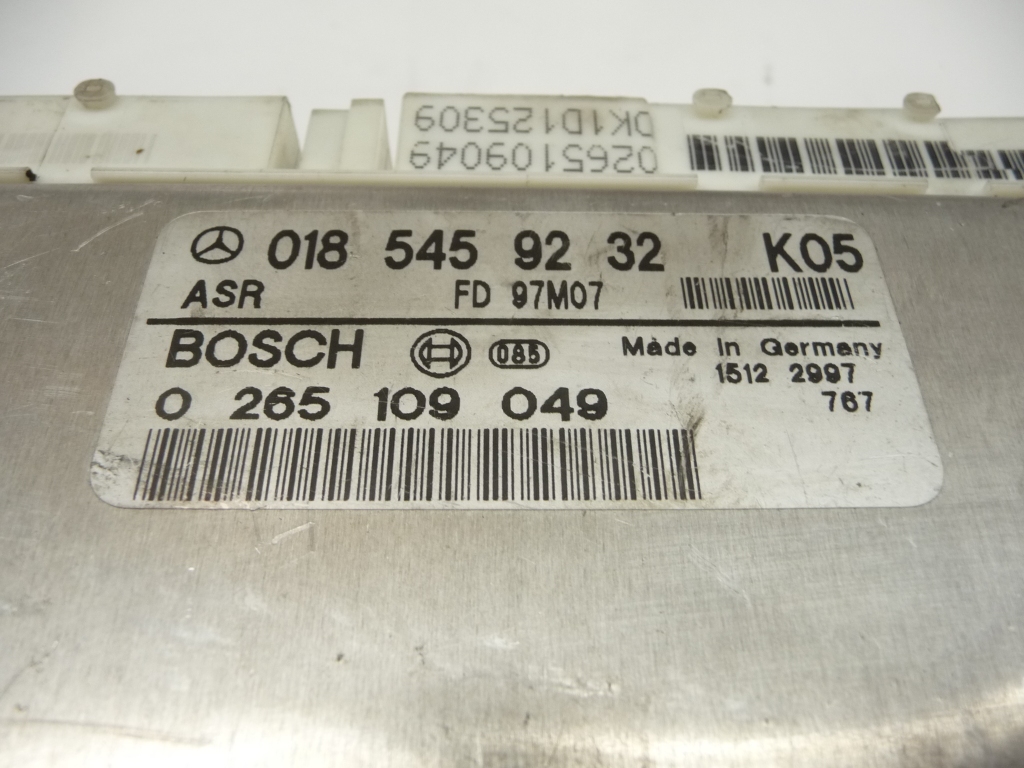 0265109049
DK1D125309
018 545 92 32 K05
ASR FD 97M07
BOSCH 085 Made In Germany
1512 2997
0 265 109 049 767